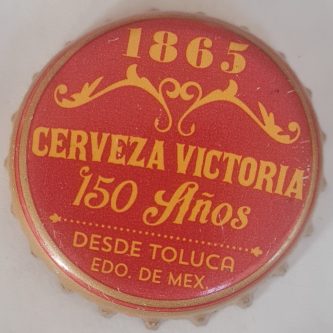 1865
CERVEZA VICTORIA
150 Años
DESDE TOLUCA
EDO. DE MEX.